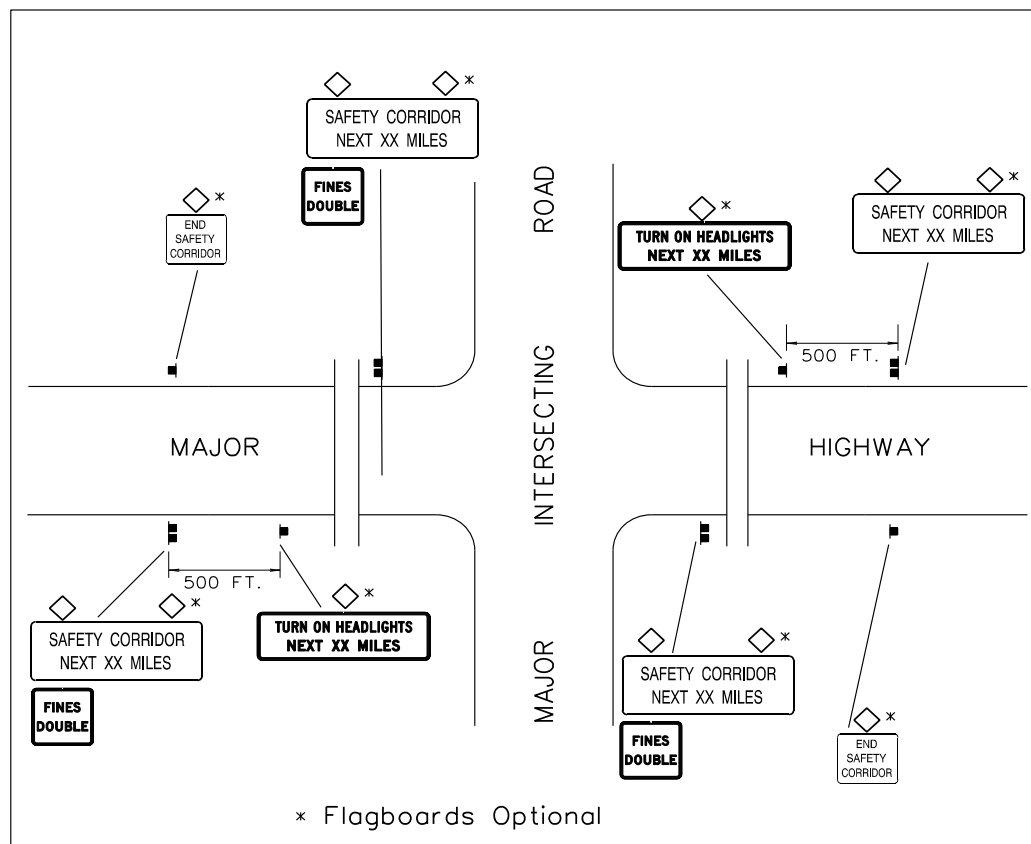 *
SAFETY CORRIDOR
NEXT XX MILES
FINES
DOUBLE
*
END
SAFETY
CORRIDOR
*
TURN ON HEADLIGHTS
NEXT XX MILES
*
SAFETY CORRIDOR
NEXT XX MILES
500 FT.
MAJOR
HIGHWAY
MAJOR INTERSECTING ROAD
500 FT.
*
SAFETY CORRIDOR
NEXT XX MILES
FINES
DOUBLE
*
TURN ON HEADLIGHTS
NEXT XX MILES
*
SAFETY CORRIDOR
NEXT XX MILES
FINES
DOUBLE
*
END
SAFETY
CORRIDOR
* Flagboards Optional